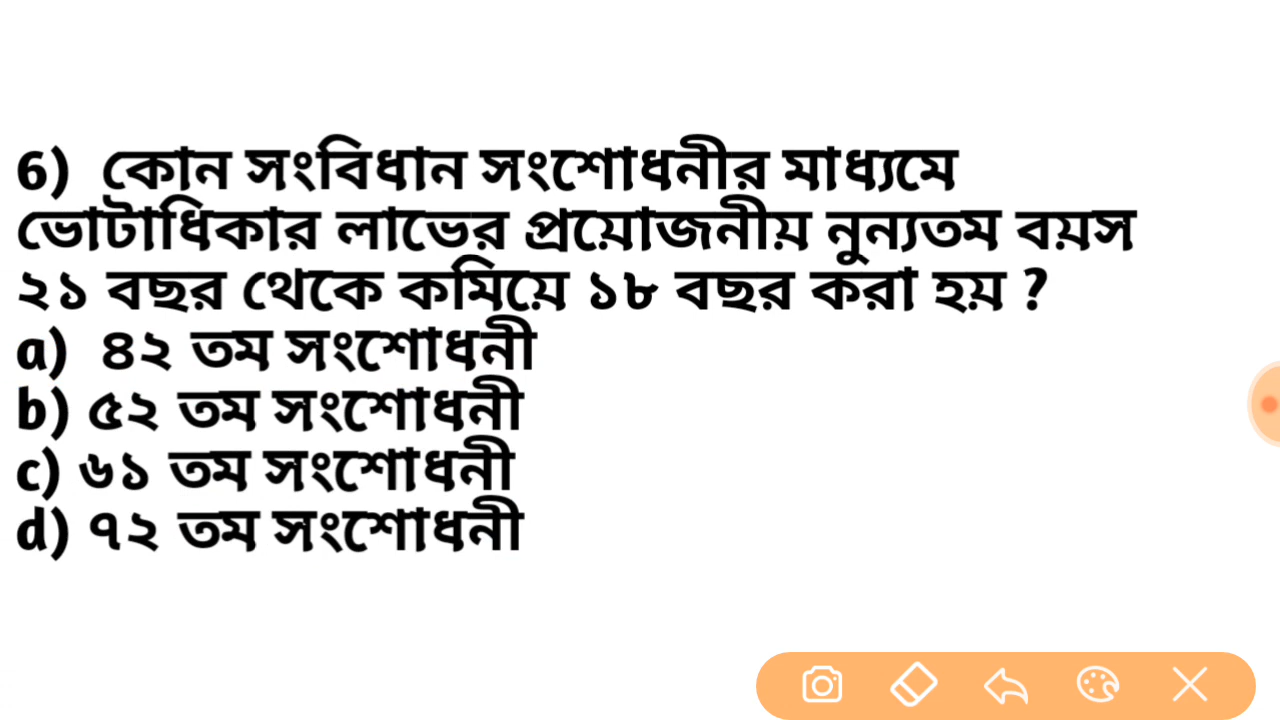 6) কোন সংবিধান সংশোধনীর মাধ্যমে
ভোটাধিকার লাভের প্রয়োজনীয় নুন্যতম বয়স
২১ বছর থেকে কমিয়ে ১৮ বছর করা হয় ?
a) ৪২ তম সংশোধনী
b) ৫২ তম সংশোধনী
c) ৬১ তম সংশোধনী
d) ৭২ তম সংশোধনী